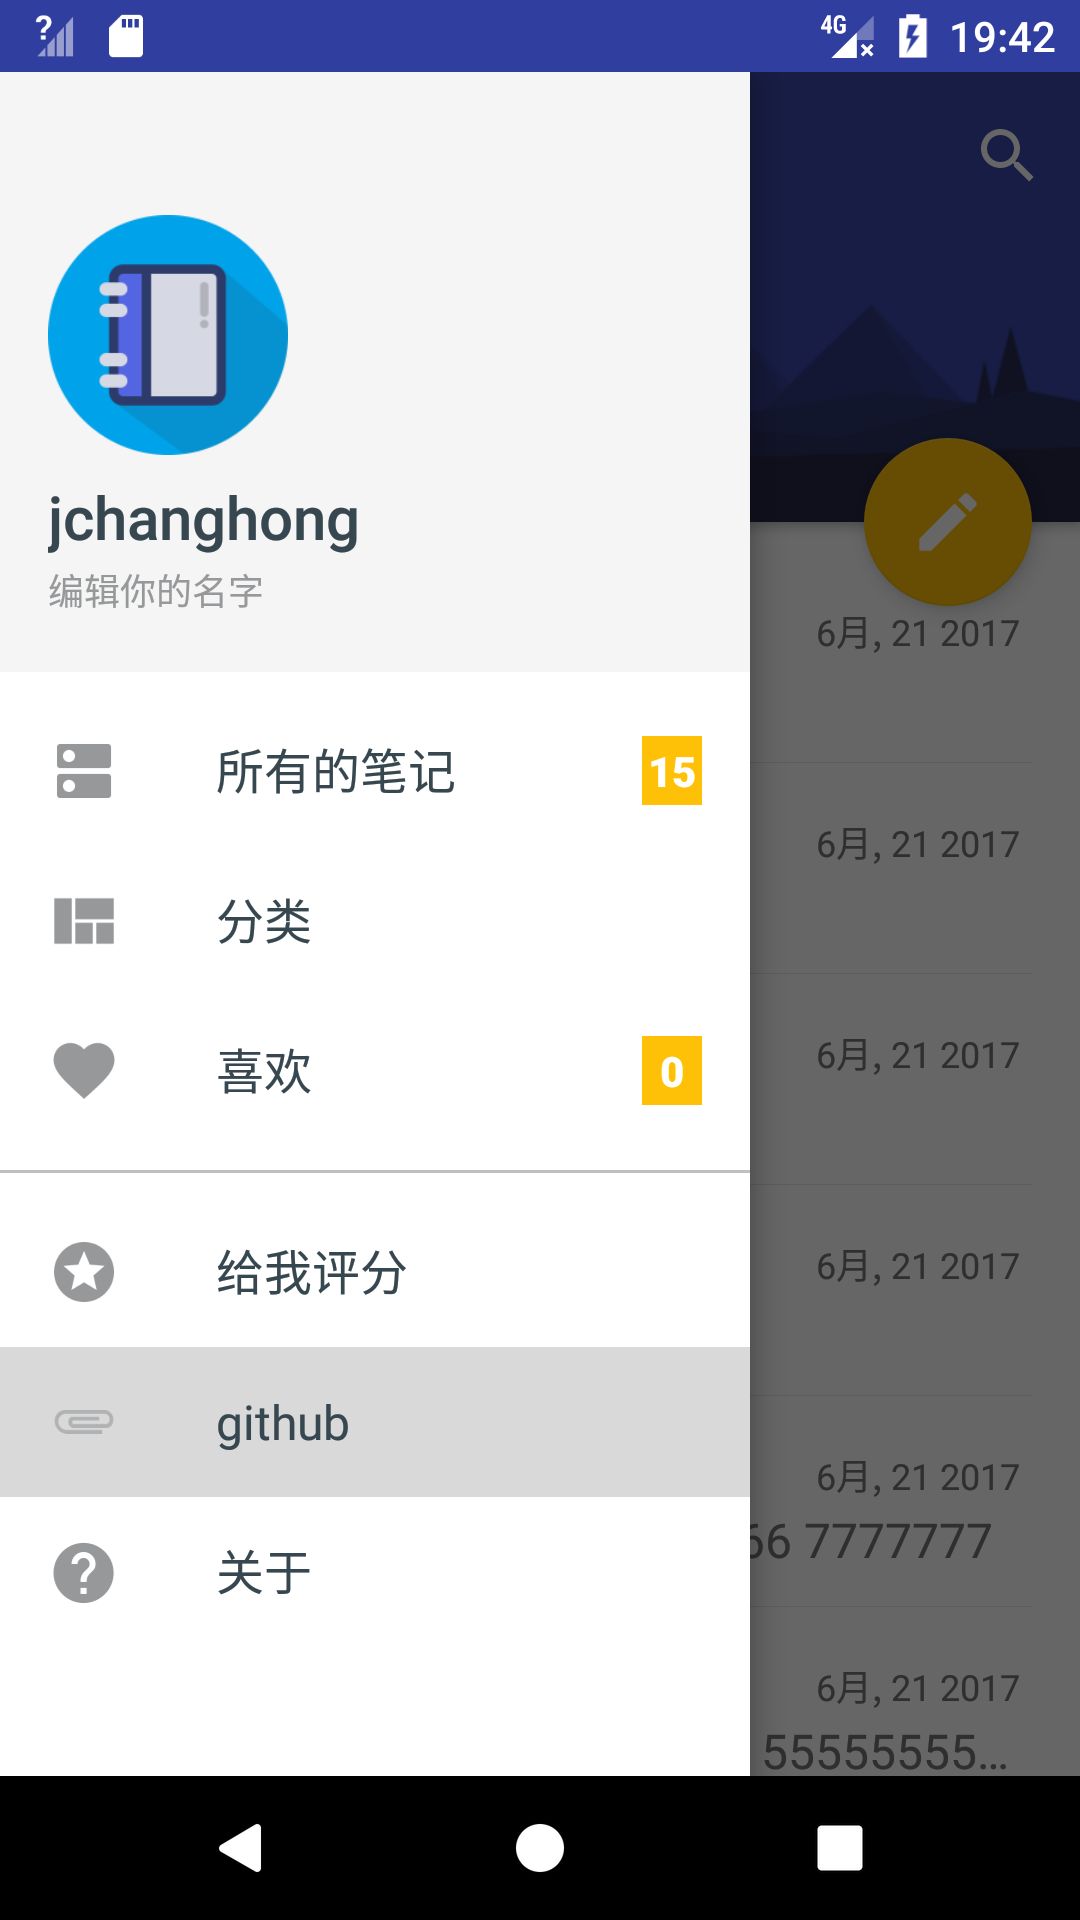 4G 19:42
jchanghong
编辑你的名字
所有的笔记 15
分类
喜欢 0
给我评分
github
关于
6月, 21 2017
6月, 21 2017
6月, 21 2017
6月, 21 2017
6月, 21 2017
66 7777777
6月, 21 2017
55555555...